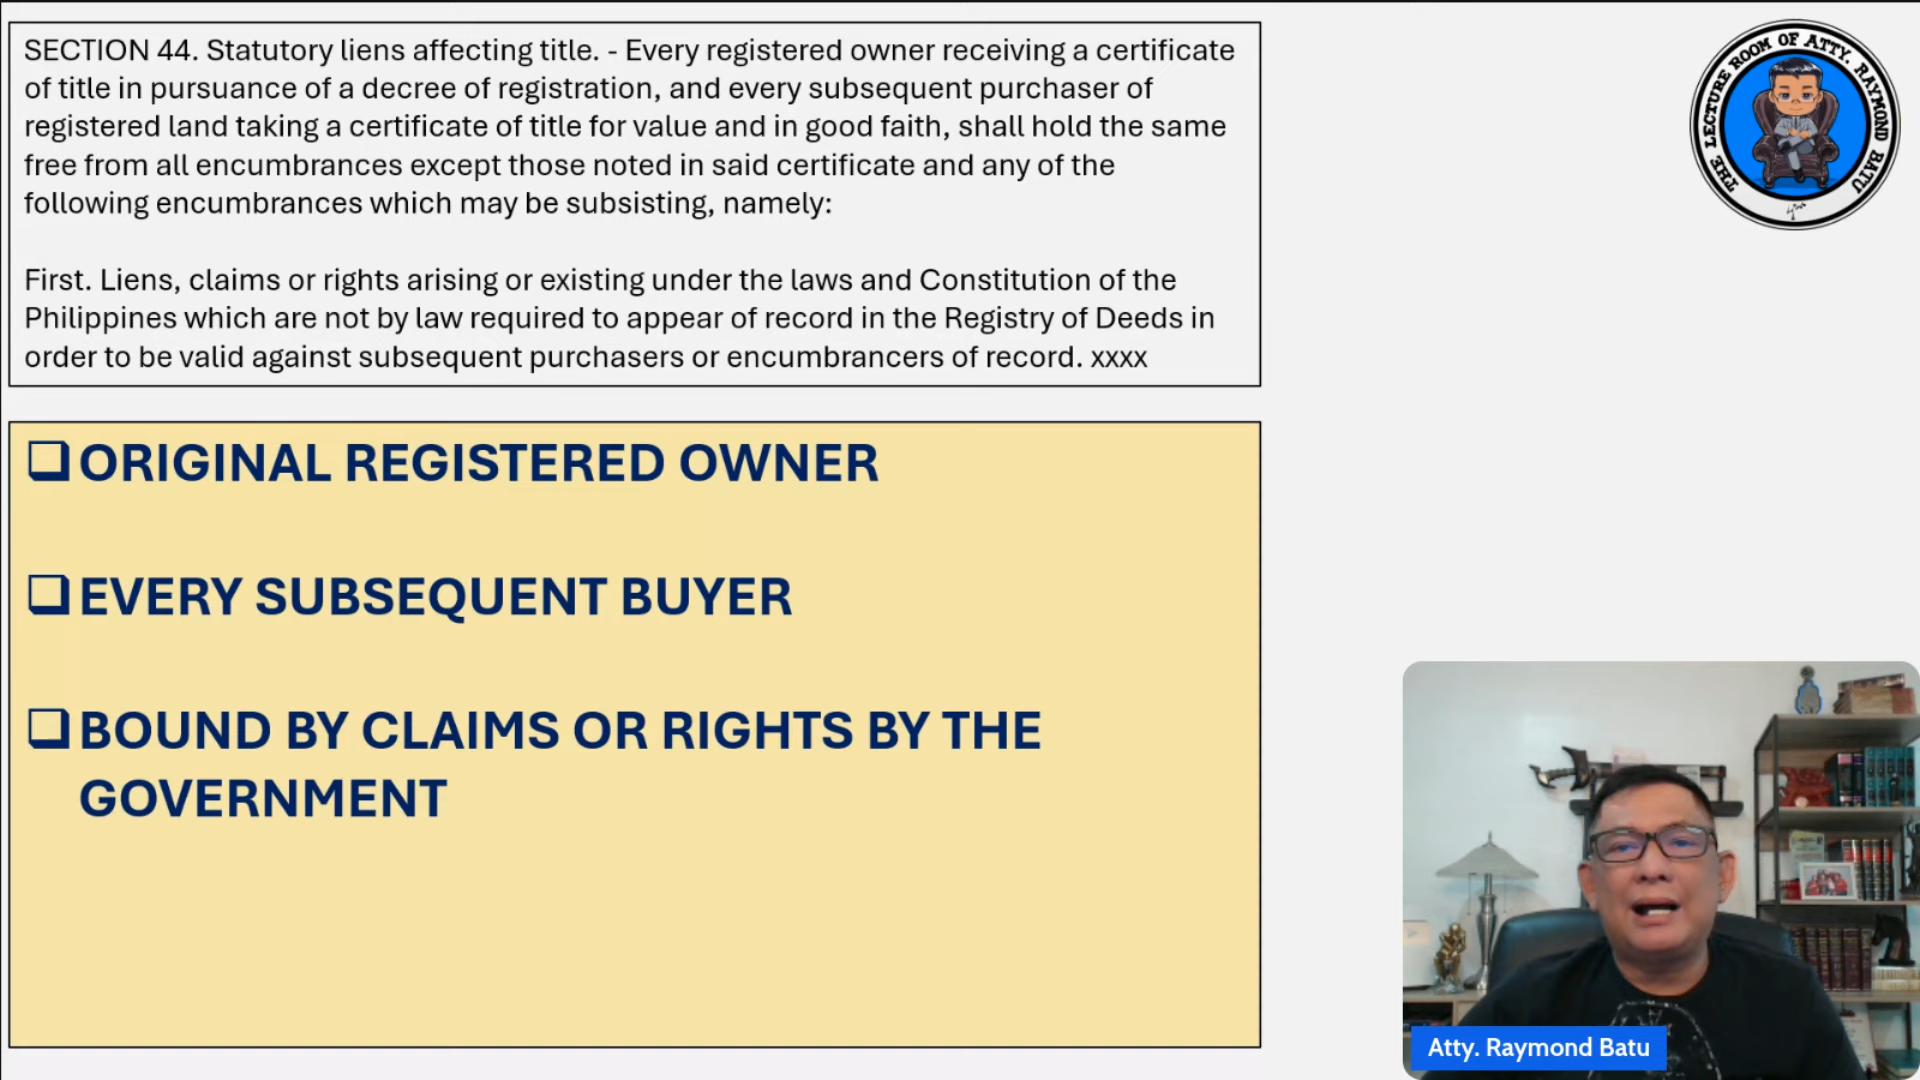 SECTION 44. Statutory liens affecting title. - Every registered owner receiving a certificate
of title in pursuance of a decree of registration, and every subsequent purchaser of
registered land taking a certificate of title for value and in good faith, shall hold the same
free from all encumbrances except those noted in said certificate and any of the
following encumbrances which may be subsisting, namely:
First. Liens, claims or rights arising or existing under the laws and Constitution of the
Philippines which are not by law required to appear of record in the Registry of Deeds in
order to be valid against subsequent purchasers or encumbrancers of record. xxxx
ORIGINAL REGISTERED OWNER
EVERY SUBSEQUENT BUYER
BOUND BY CLAIMS OR RIGHTS BY THE
GOVERNMENT
THE LECTURE ROOM OF ATTY. RAYMOND BATU
Atty. Raymond Batu